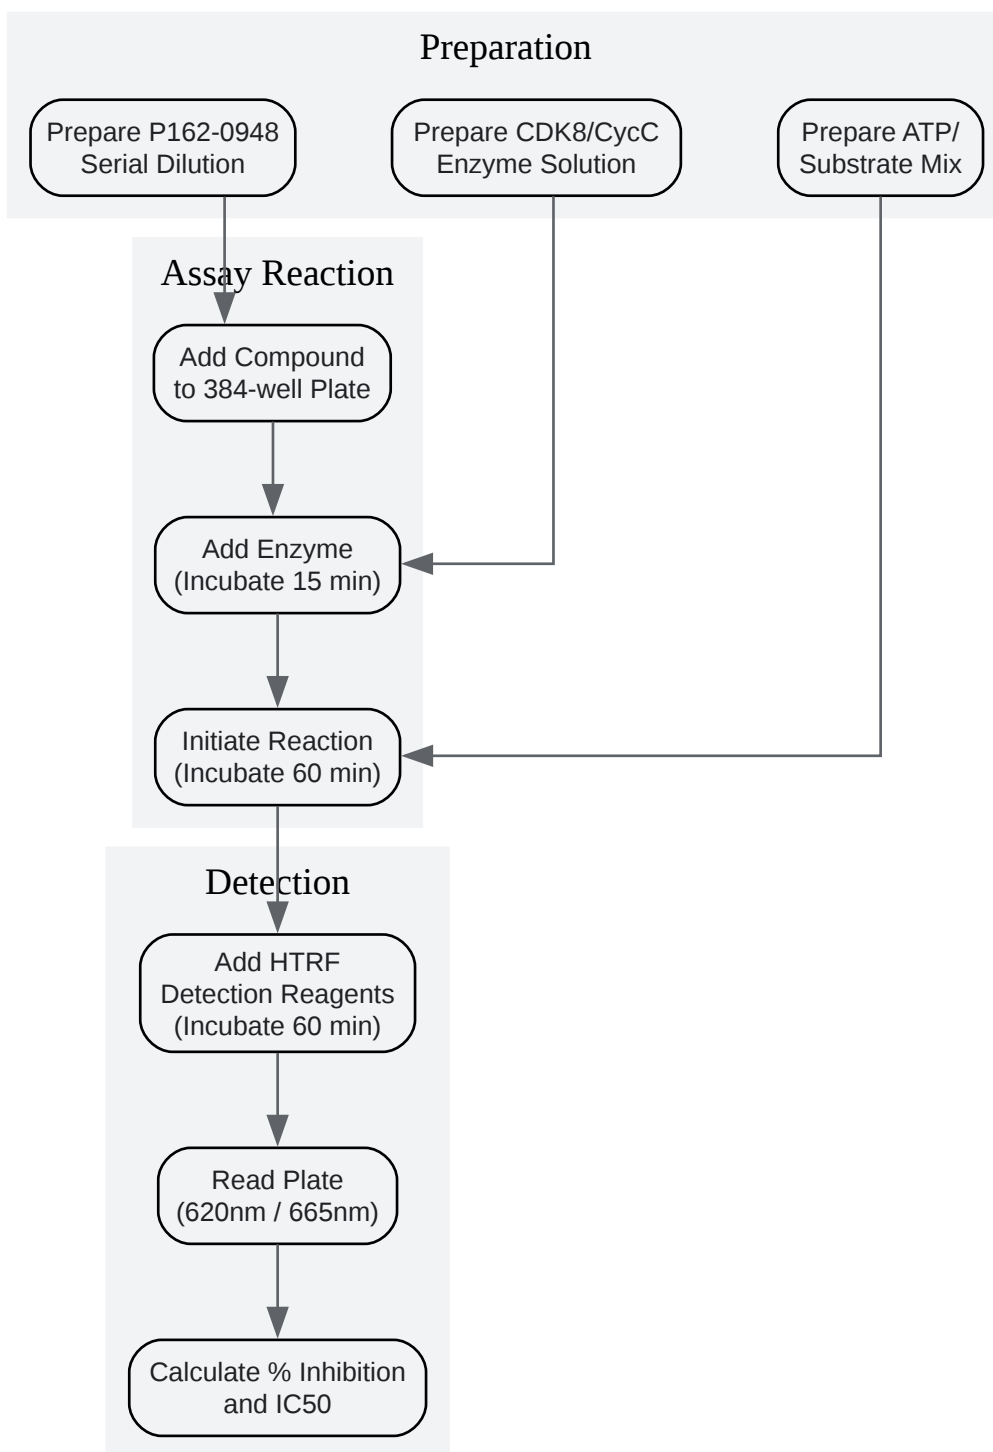 Preparation
Prepare P162-0948
Serial Dilution
Prepare CDK8/CycC
Enzyme Solution
Prepare ATP/
Substrate Mix
Assay Reaction
Add Compound
to 384-well Plate
Add Enzyme
(Incubate 15 min)
Initiate Reaction
(Incubate 60 min)
Detection
Add HTRF
Detection Reagents
(Incubate 60 min)
Read Plate
(620nm / 665nm)
Calculate % Inhibition
and IC50